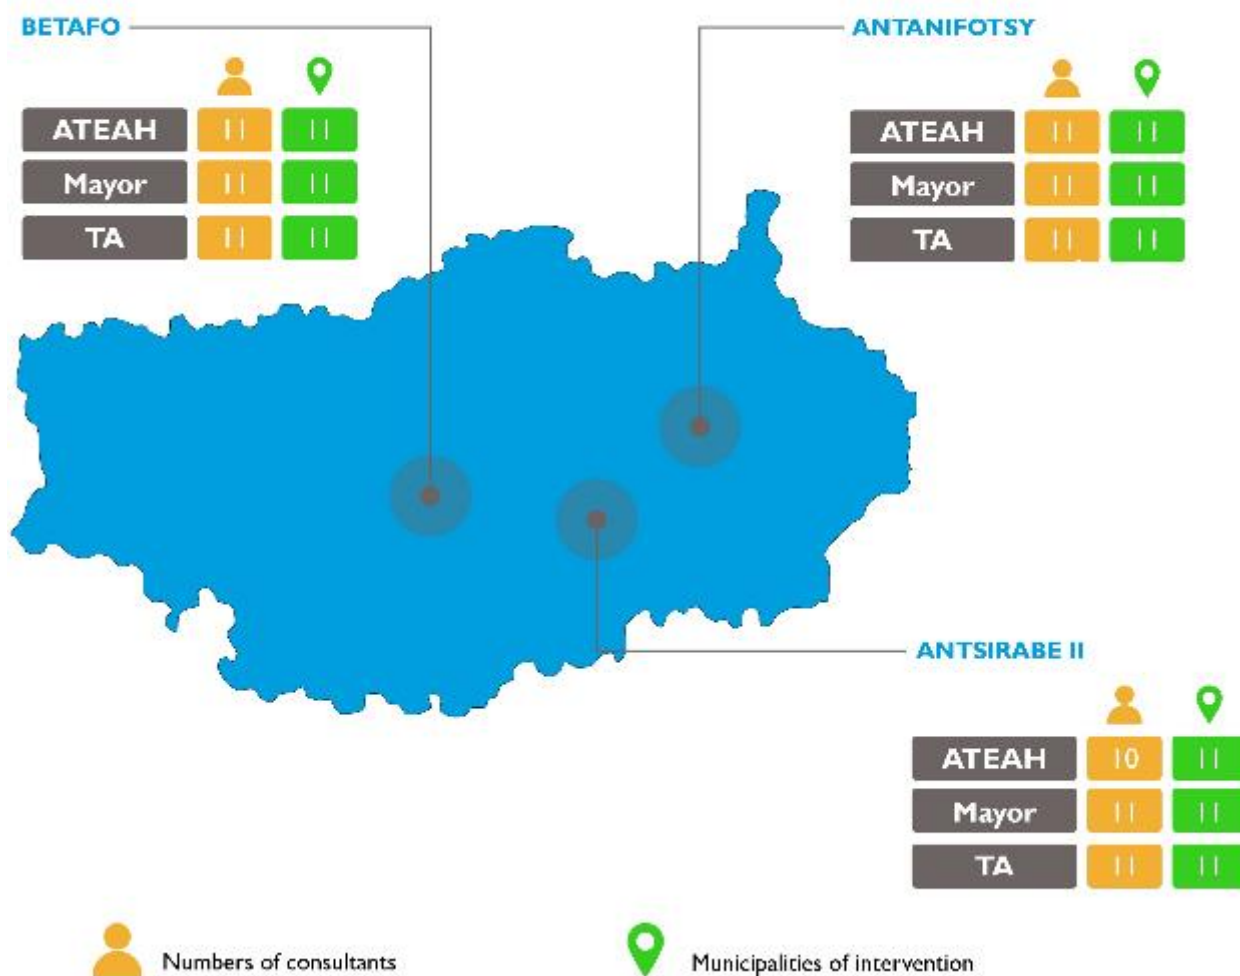 BETAFO
ATEAH 11 11
Mayor 11 11
TA 11 11
ANTANIFOTSY
ATEAH 11 11
Mayor 11 11
TA 11 11
ANTSIRABE II
ATEAH 10 11
Mayor 11 11
TA 11 11
Numbers of consultants
Municipalities of intervention